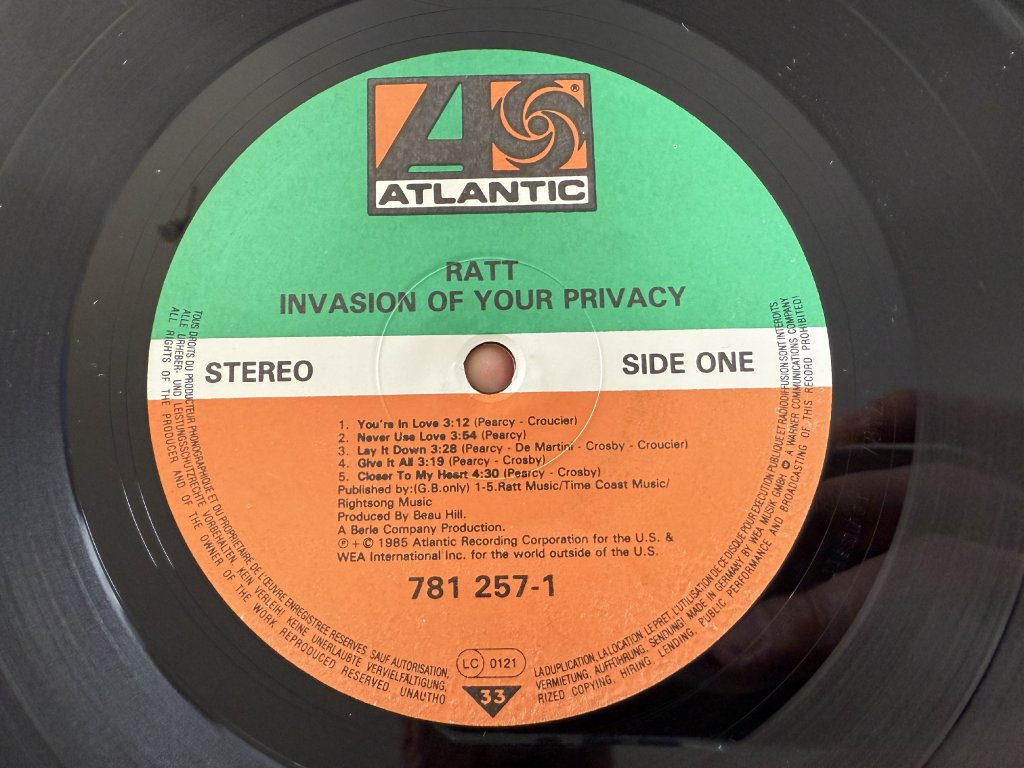 ATLANTIC
®
RATT
INVASION OF YOUR PRIVACY
STEREO
SIDE ONE
1. You're In Love 3:12 (Pearcy - Croucier)
2. Never Use Love 3:54 (Pearcy)
3. Lay It Down 3:28 (Pearcy - De Martini - Crosby - Croucier)
4. Give It All 3:19 (Pearcy - Crosby)
5. Closer To My Heart 4:30 (Pearcy - Crosby)
Published by:(G.B.only) 1-5.Ratt Music/Time Coast Music/
Rightsong Music
Produced By Beau Hill.
A Berle Company Production.
℗ + © 1985 Atlantic Recording Corporation for the U.S. &
WEA International Inc. for the world outside of the U.S.
781 257-1
TOUS DROITS DU PRODUCTEUR PHONOGRAPHIQUE ET DU PROPRIETAIRE DE L'ŒUVRE ENREGISTREE RESERVES. SAUF AUTORISATION,
LA DUPLICATION, LA LOCATION, LE PRET, L'UTILISATION DE CE DISQUE POUR EXECUTION PUBLIQUE ET RADIODIFFUSION SONT INTERDITS.
ALLE URHEBER- UND LEISTUNGSSCHUTZRECHTE VORBEHALTEN. KEIN VERLEIH! KEINE UNERLAUBTE VERVIELFÄLTIGUNG,
VERMIETUNG, AUFFÜHRUNG, SENDUNG! MADE IN GERMANY BY WEA MUSIK GMBH A WARNER COMMUNICATIONS COMPANY
ALL RIGHTS OF THE PRODUCER AND OF THE OWNER OF THE WORK REPRODUCED RESERVED. UNAUTHO
RIZED COPYING, HIRING, LENDING, PUBLIC PERFORMANCE AND BROADCASTING OF THIS RECORD PROHIBITED)
LC 0121
33